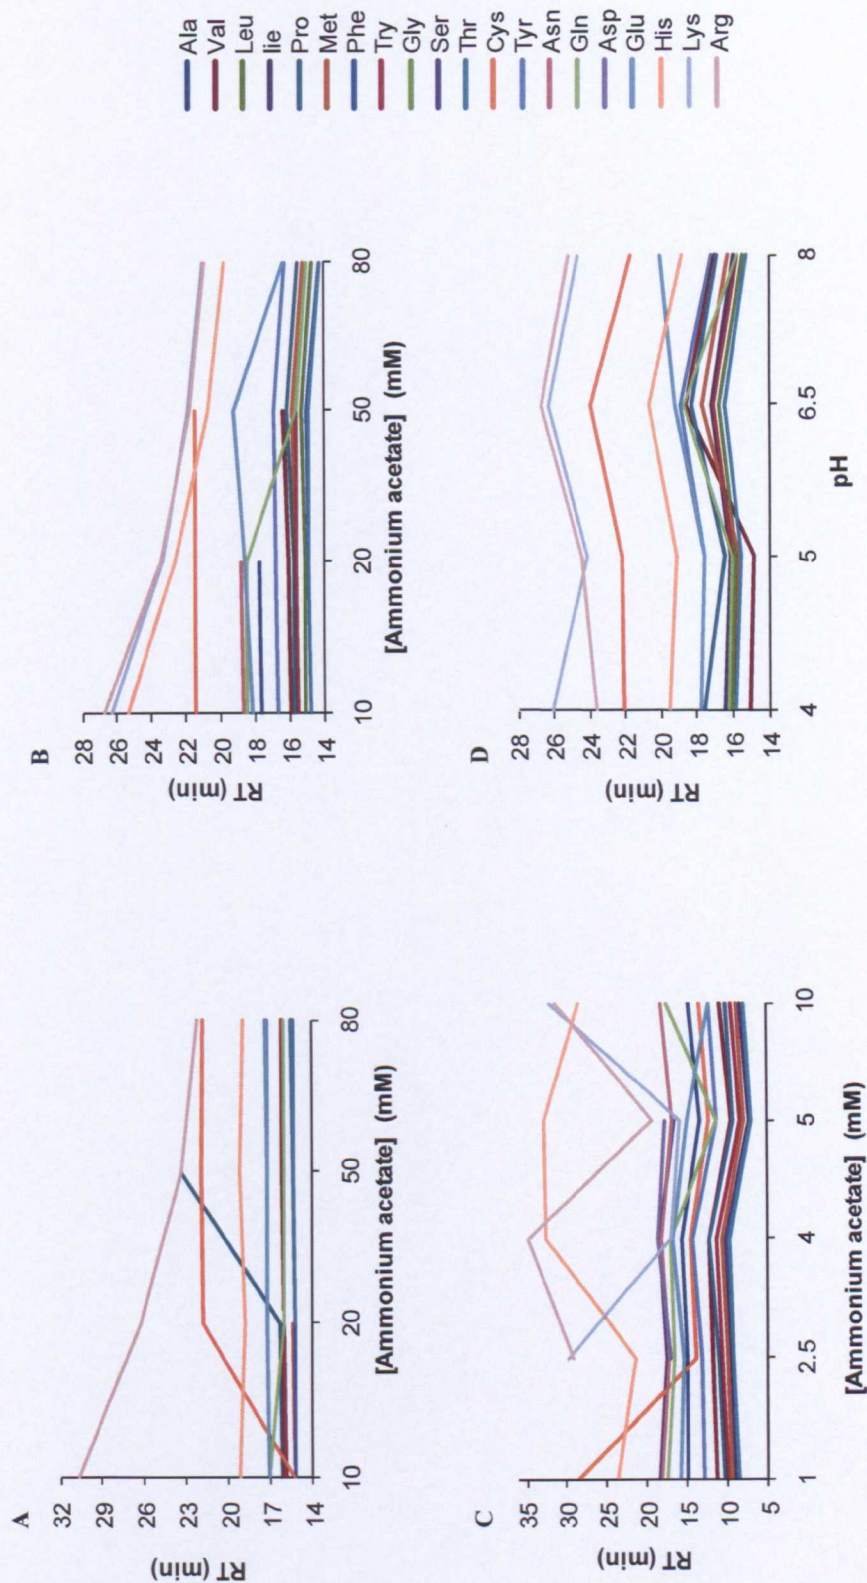 A
32
29
26
23
20
17
14
RT (min)
10
20
50
80
[Ammonium acetate] (mM)
B
28
26
24
22
20
18
16
14
RT (min)
10
20
50
80
[Ammonium acetate] (mM)
C
35
30
25
20
15
10
5
RT (min)
1
2.5
4
5
10
[Ammonium acetate] (mM)
D
28
26
24
22
20
18
16
14
RT (min)
4
5
6.5
8
pH
Ala
Val
Leu
Iie
Pro
Met
Phe
Try
Gly
Ser
Thr
Cys
Tyr
Asn
Gln
Asp
Glu
His
Lys
Arg